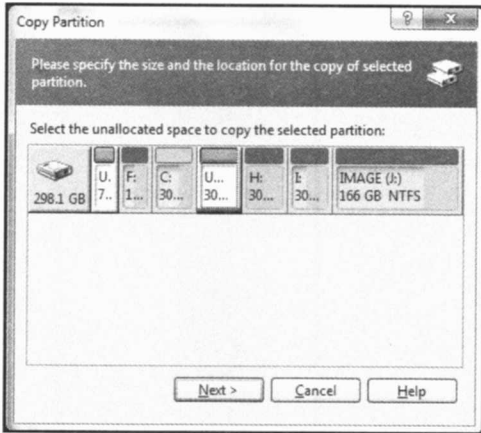 Copy Partition
Please specify the size and the location for the copy of selected
partition.
Select the unallocated space to copy the selected partition:
298.1 GB
U.
7..
F:
1...
C:
30...
U...
30...
H:
30...
I:
30...
IMAGE (J:)
166 GB NTFS
Next >
Cancel
Help